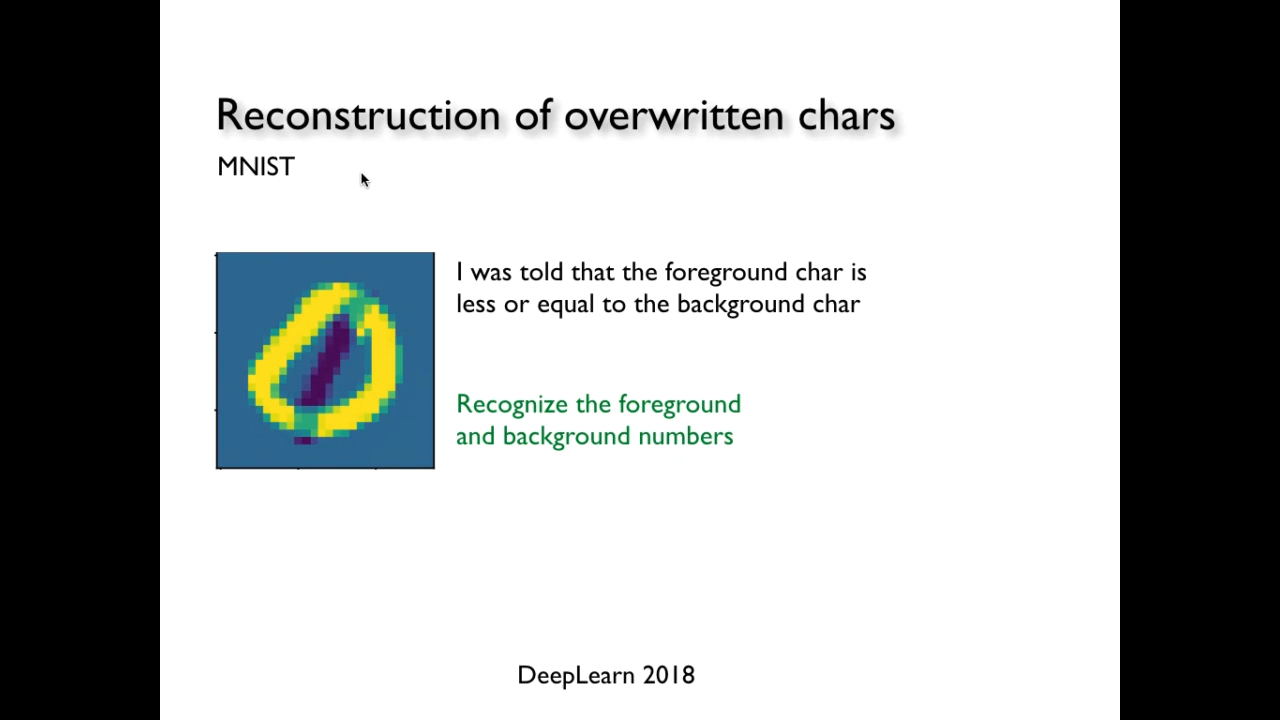 Reconstruction of overwritten chars
MNIST
I was told that the foreground char is
less or equal to the background char
Recognize the foreground
and background numbers
DeepLearn 2018